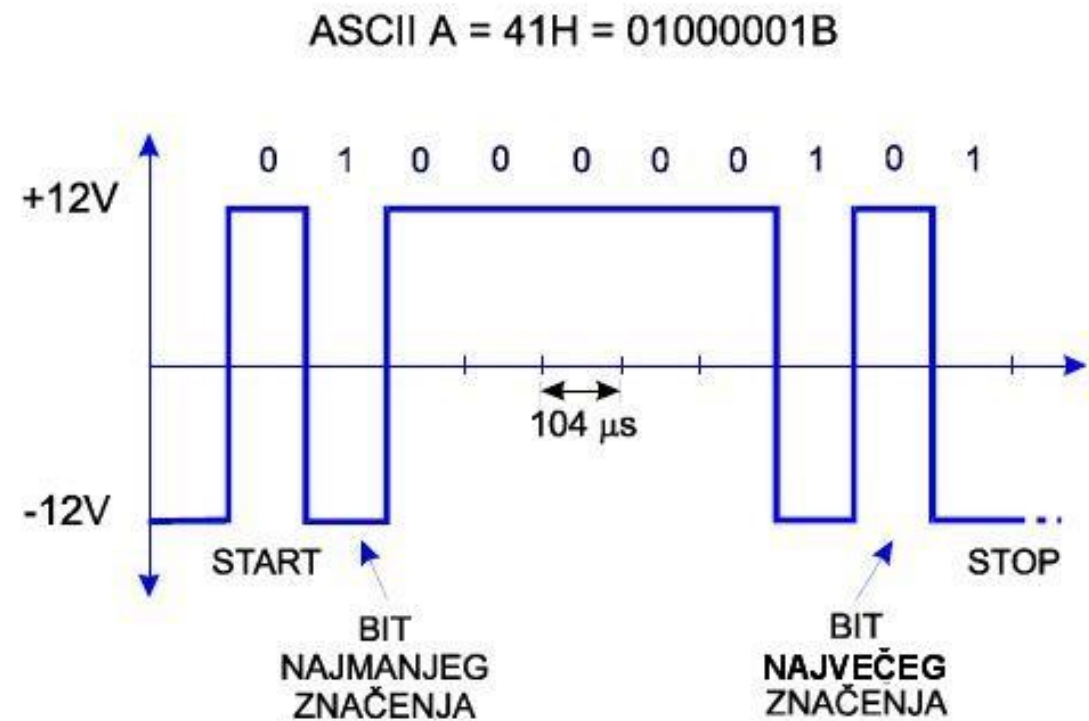 ASCII A = 41H = 01000001B
0 1 0 0 0 0 0 1 0 1
+12V
104 µs
-12V
START
STOP
BIT
NAJMANJEG
ZNAČENJA
BIT
NAJVEČEG
ZNAČENJA